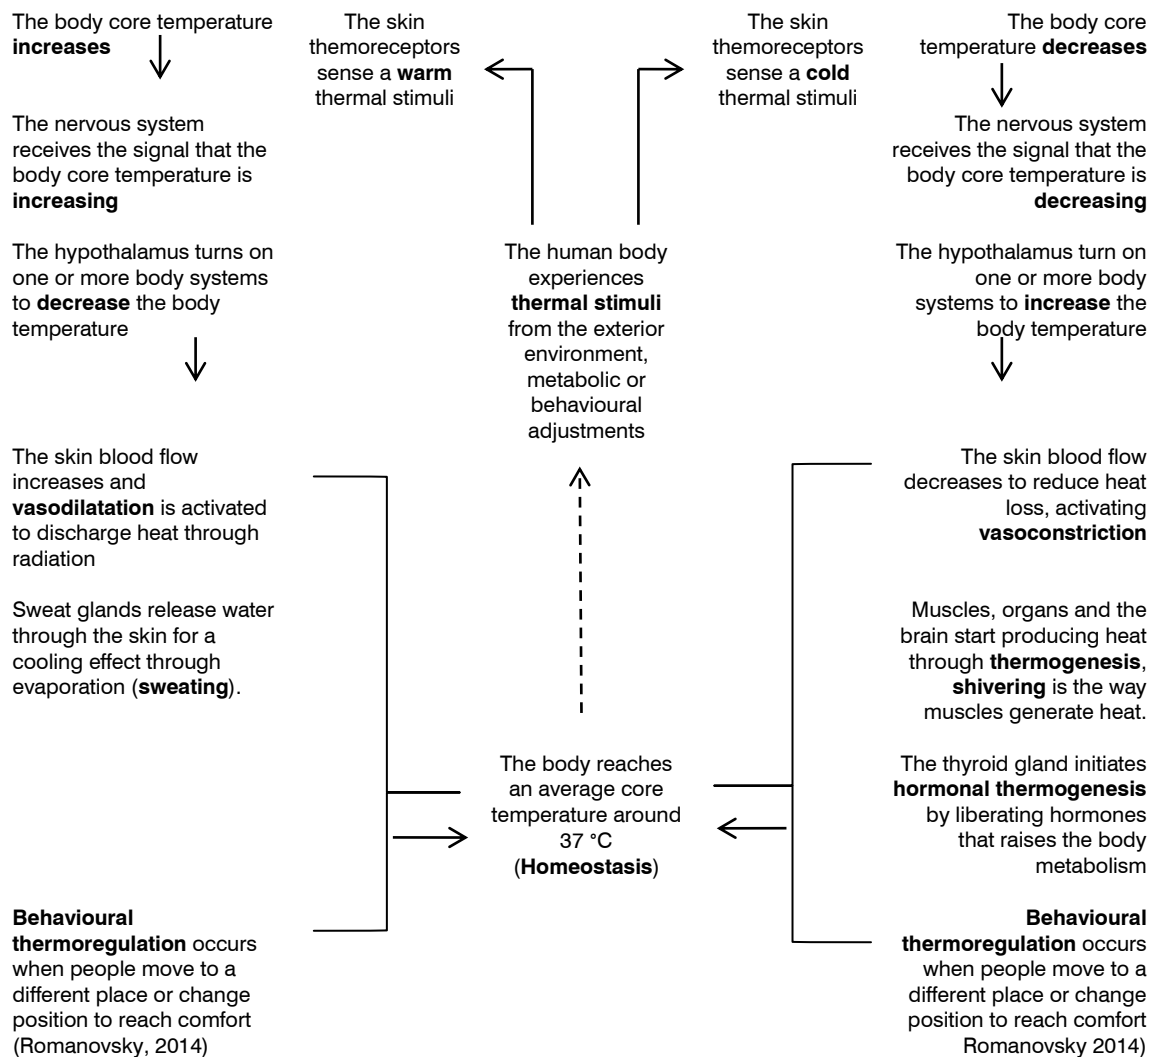 The body core temperature
increases
The nervous system
receives the signal that the
body core temperature is
increasing
The hypothalamus turns on
one or more body systems
to decrease the body
temperature
The skin blood flow
increases and
vasodilatation is activated
to discharge heat through
radiation
Sweat glands release water
through the skin for a
cooling effect through
evaporation (sweating).
Behavioural
thermoregulation occurs
when people move to a
different place or change
position to reach comfort
(Romanovsky, 2014)
The skin
themoreceptors
sense a warm
thermal stimuli
The human body
experiences
thermal stimuli
from the exterior
environment,
metabolic or
behavioural
adjustments
The body reaches
an average core
temperature around
37 °C
(Homeostasis)
The skin
themoreceptors
sense a cold
thermal stimuli
The body core
temperature decreases
The nervous system
receives the signal that the
body core temperature is
decreasing
The hypothalamus turn on
one or more body
systems to increase the
body temperature
The skin blood flow
decreases to reduce heat
loss, activating
vasoconstriction
Muscles, organs and the
brain start producing heat
through thermogenesis,
shivering is the way
muscles generate heat.
The thyroid gland initiates
hormonal thermogenesis
by liberating hormones
that raises the body
metabolism
Behavioural
thermoregulation occurs
when people move to a
different place or change
position to reach comfort
Romanovsky 2014)